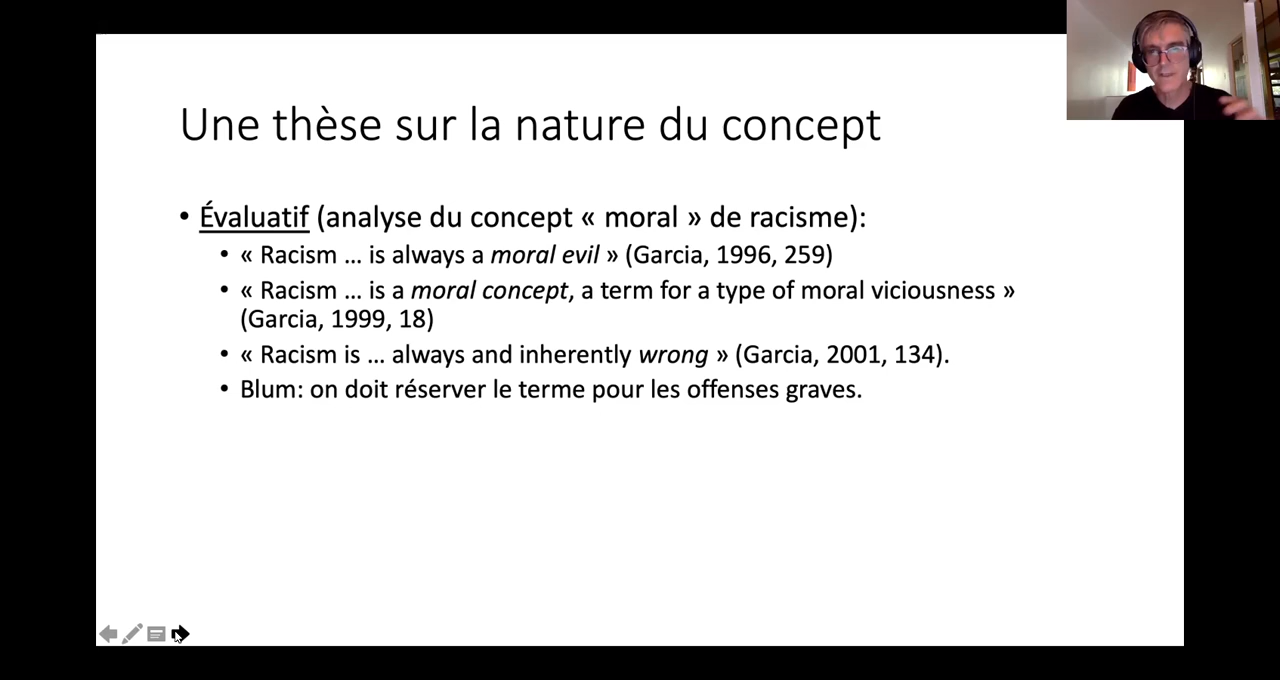 Une thèse sur la nature du concept
• Évaluatif (analyse du concept « moral » de racisme):
• « Racism ... is always a moral evil » (Garcia, 1996, 259)
• « Racism ... is a moral concept, a term for a type of moral viciousness »
(Garcia, 1999, 18)
• « Racism is ... always and inherently wrong » (Garcia, 2001, 134).
• Blum: on doit réserver le terme pour les offenses graves.